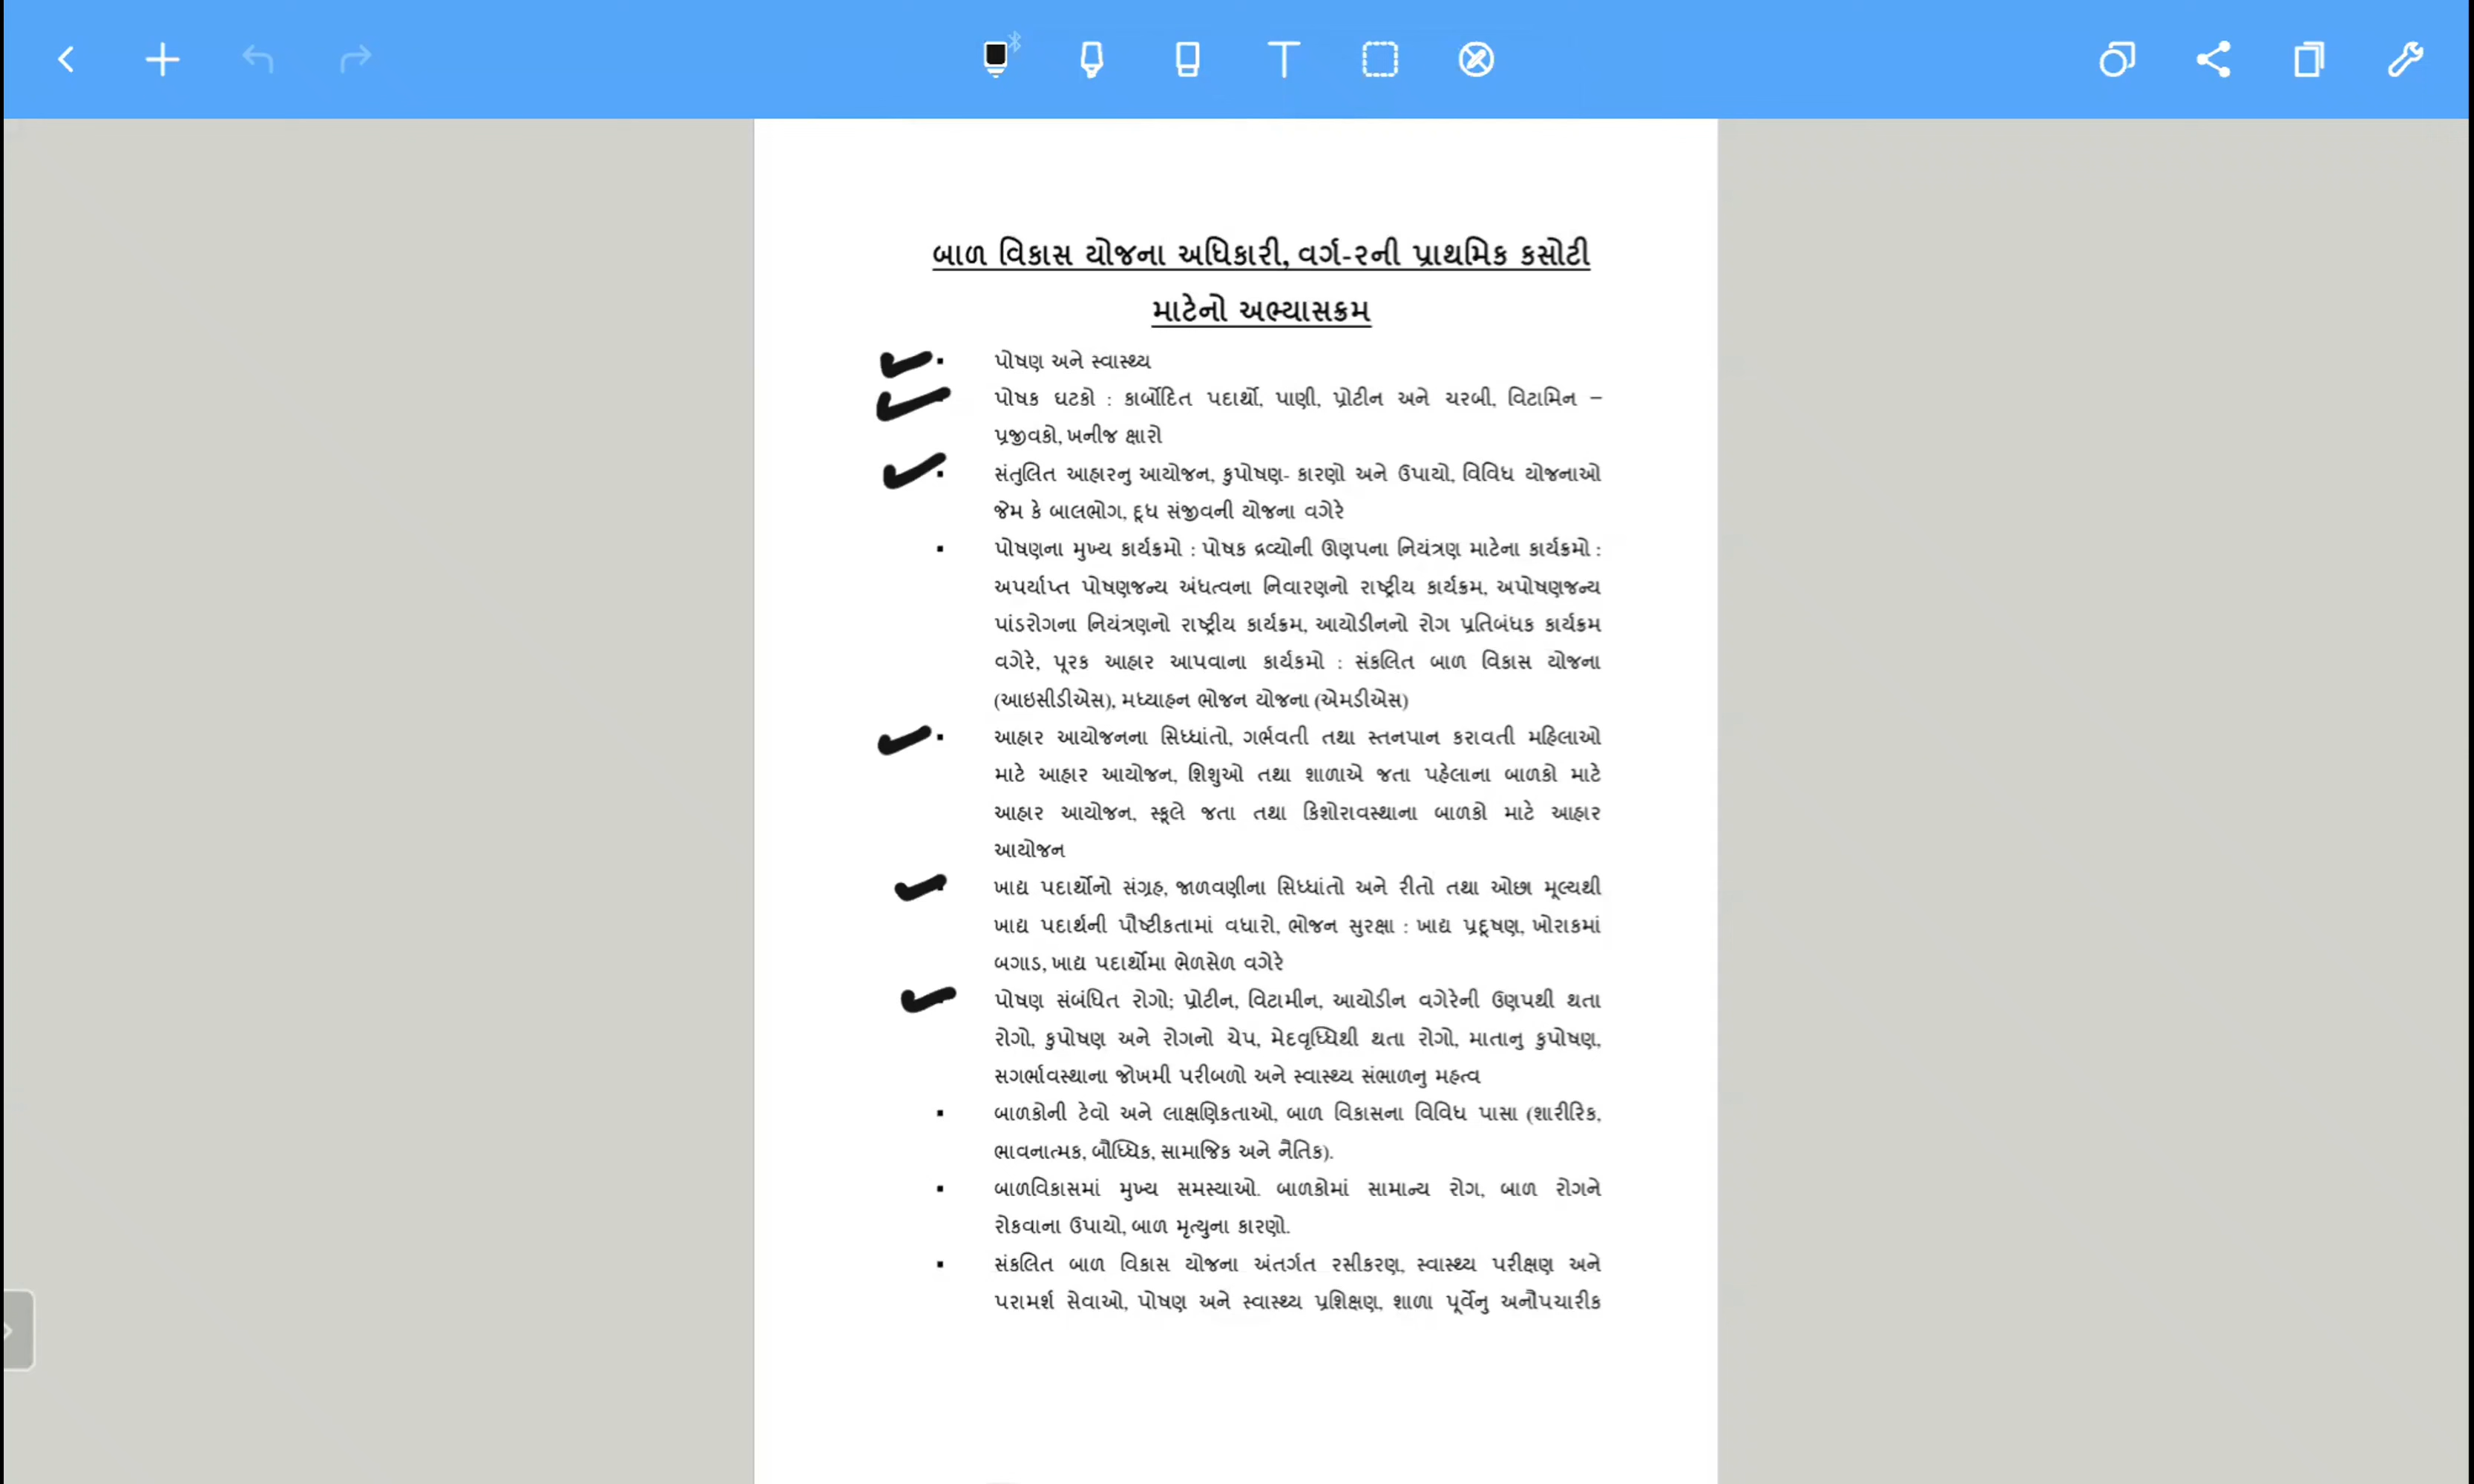 બાળ વિકાસ યોજના અધિકારી, વર્ગ-૨ની પ્રાથમિક કસોટી
માટેનો અભ્યાસક્રમ
▪ પોષણ અને સ્વાસ્થ્ય
પોષક ઘટકો : કાર્બોદિત પદાર્થો, પાણી, પ્રોટીન અને ચરબી, વિટામિન –
પ્રજીવકો, ખનીજ ક્ષારો
▪ સંતુલિત આહારનુ આયોજન, કુપોષણ- કારણો અને ઉપાયો, વિવિધ યોજનાઓ
જેમ કે બાલભોગ, દૂધ સંજીવની યોજના વગેરે
▪ પોષણના મુખ્ય કાર્યક્રમો : પોષક દ્રવ્યોની ઊણપના નિયંત્રણ માટેના કાર્યક્રમો :
અપર્યાપ્ત પોષણજન્ય અંધત્વના નિવારણનો રાષ્ટ્રીય કાર્યક્રમ, અપોષણજન્ય
પાંડરોગના નિયંત્રણનો રાષ્ટ્રીય કાર્યક્રમ, આયોડીનનો રોગ પ્રતિબંધક કાર્યક્રમ
વગેરે, પૂરક આહાર આપવાના કાર્યકમો : સંકલિત બાળ વિકાસ યોજના
(આઇસીડીએસ), મધ્યાહન ભોજન યોજના (એમડીએસ)
▪ આહાર આયોજનના સિધ્ધાંતો, ગર્ભવતી તથા સ્તનપાન કરાવતી મહિલાઓ
માટે આહાર આયોજન, શિશુઓ તથા શાળાએ જતા પહેલાના બાળકો માટે
આહાર આયોજન, સ્કૂલે જતા તથા કિશોરાવસ્થાના બાળકો માટે આહાર
આયોજન
ખાદ્ય પદાર્થોનો સંગ્રહ, જાળવણીના સિધ્ધાંતો અને રીતો તથા ઓછા મૂલ્યથી
ખાદ્ય પદાર્થની પૌષ્ટીકતામાં વધારો, ભોજન સુરક્ષા : ખાદ્ય પ્રદૂષણ, ખોરાકમાં
બગાડ, ખાદ્ય પદાર્થોમા ભેળસેળ વગેરે
પોષણ સંબંધિત રોગો; પ્રોટીન, વિટામીન, આયોડીન વગેરેની ઉણપથી થતા
રોગો, કુપોષણ અને રોગનો ચેપ, મેદવૃધ્ધિથી થતા રોગો, માતાનુ કુપોષણ,
સગર્ભાવસ્થાના જોખમી પરીબળો અને સ્વાસ્થ્ય સંભાળનુ મહત્વ
▪ બાળકોની ટેવો અને લાક્ષણિકતાઓ, બાળ વિકાસના વિવિધ પાસા (શારીરિક,
ભાવનાત્મક, બૌધ્ધિક, સામાજિક અને નૈતિક).
▪ બાળવિકાસમાં મુખ્ય સમસ્યાઓ. બાળકોમાં સામાન્ય રોગ, બાળ રોગને
રોકવાના ઉપાયો, બાળ મૃત્યુના કારણો.
▪ સંકલિત બાળ વિકાસ યોજના અંતર્ગત રસીકરણ, સ્વાસ્થ્ય પરીક્ષણ અને
પરામર્શ સેવાઓ, પોષણ અને સ્વાસ્થ્ય પ્રશિક્ષણ, શાળા પૂર્વેનુ અનૌપચારીક